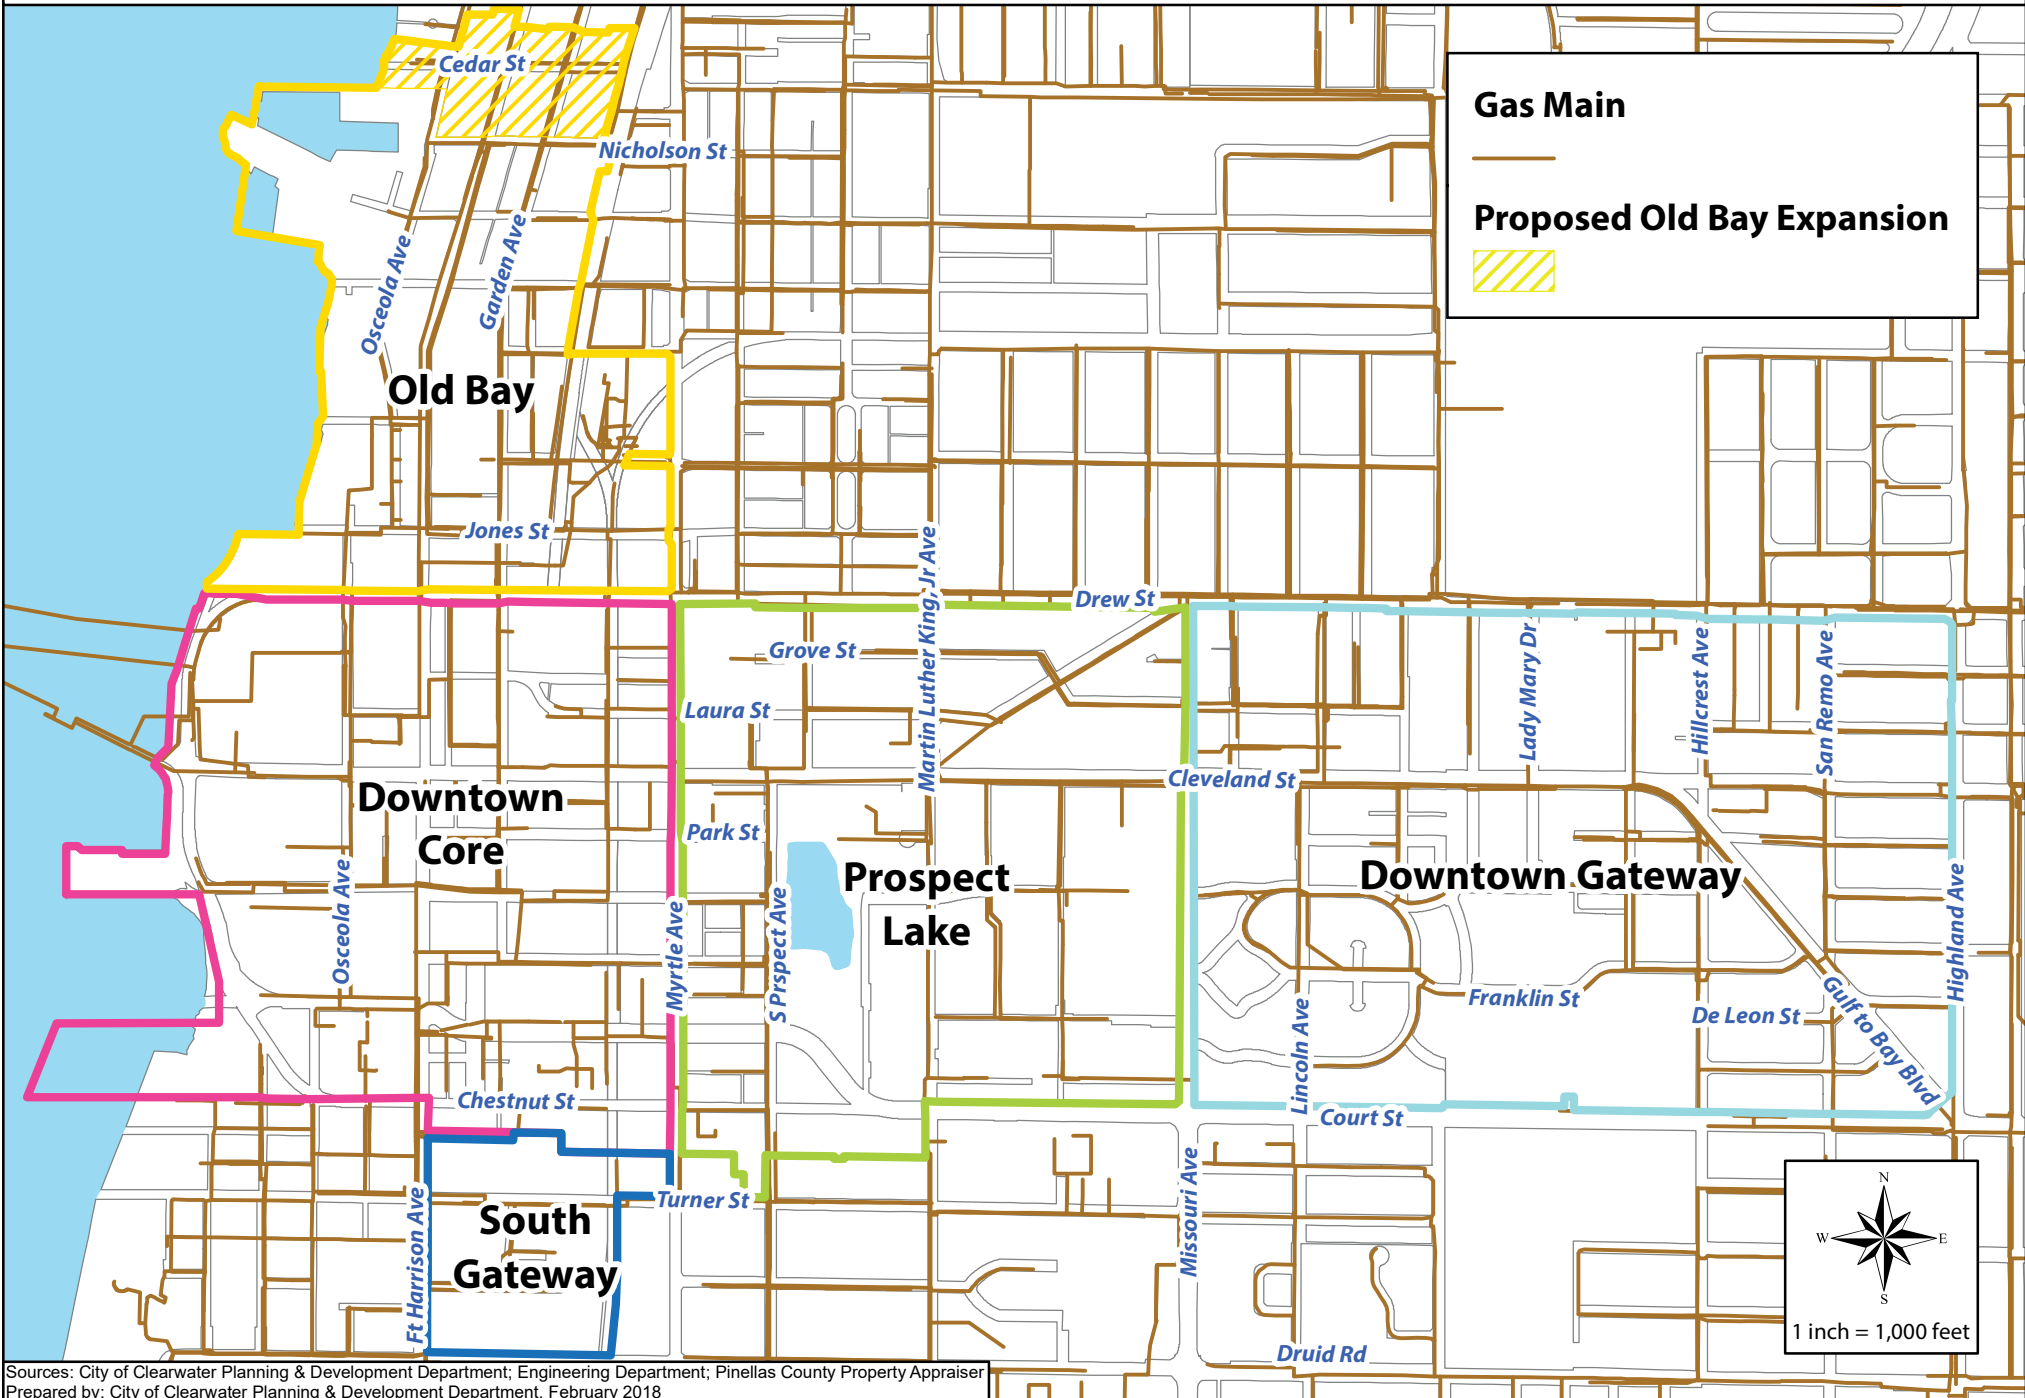 Cedar St
Gas Main
Nicholson St
Proposed Old Bay Expansion
Osceola Ave
Garden Ave
Old Bay
Jones St
Martin Luther King, Jr Ave
Drew St
Grove St
Lady Mary Dr
Hillcrest Ave
San Remo Ave
Laura St
Cleveland St
Downtown
Core
Park St
Prospect
Lake
Downtown Gateway
Osceola Ave
Myrtle Ave
S Prspect Ave
Highland Ave
Franklin St
De Leon St
Gulf to Bay Blvd
Lincoln Ave
Chestnut St
Court St
Missouri Ave
Turner St
Ft Harrison Ave
South
Gateway
Druid Rd
N
W
E
S
1 inch = 1,000 feet
Sources: City of Clearwater Planning & Development Department; Engineering Department; Pinellas County Property Appraiser
Prepared by: City of Clearwater Planning & Development Department, February 2018